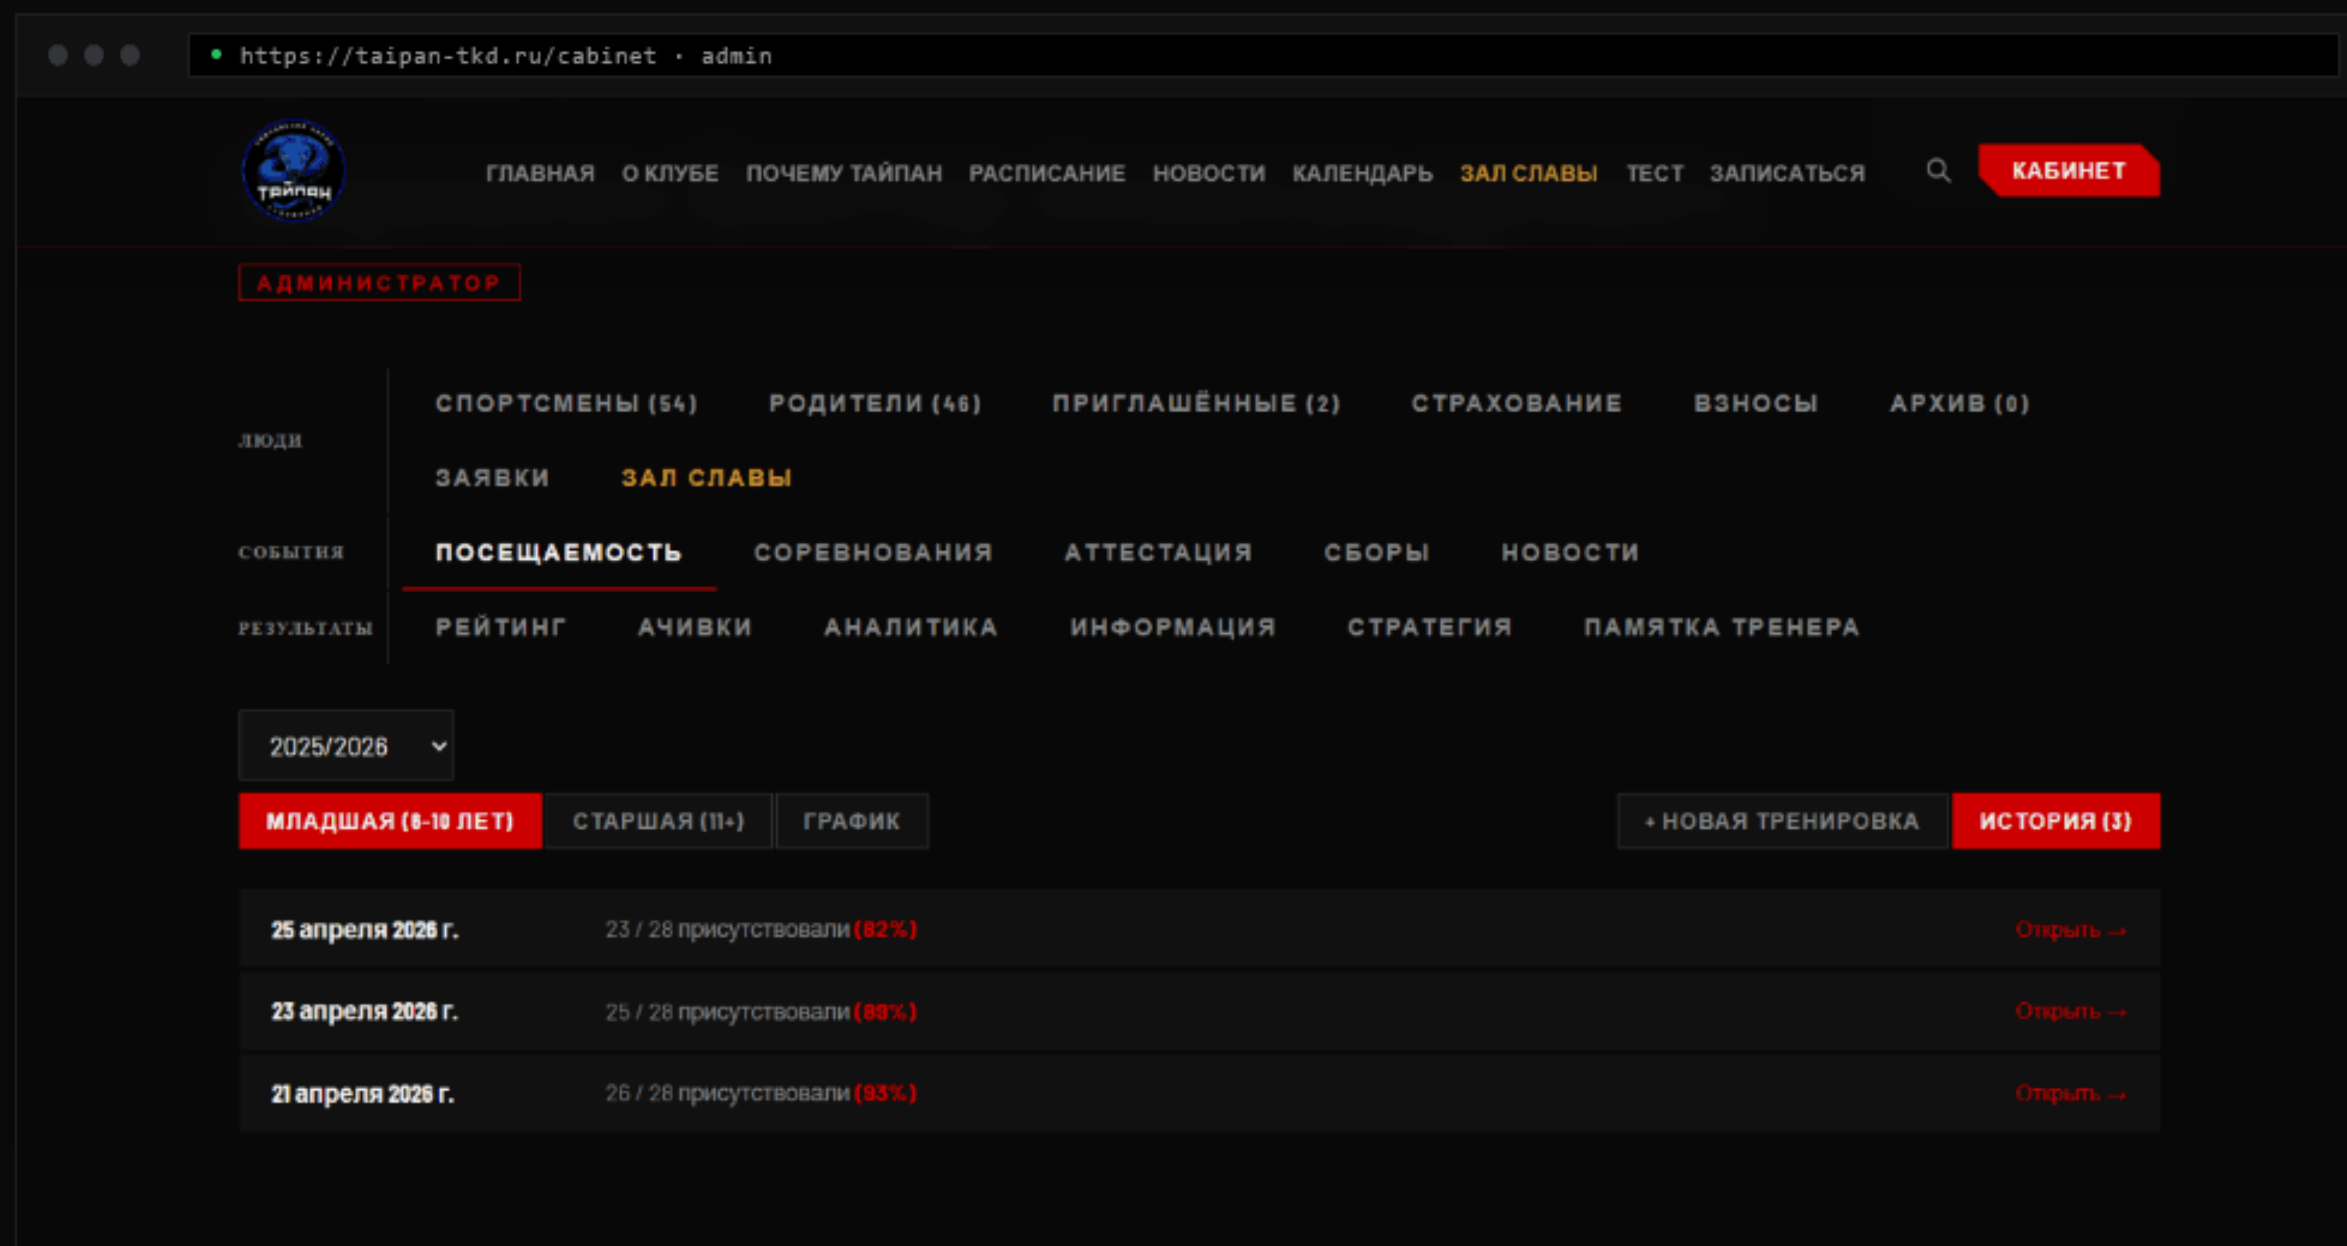 https://taipan-tkd.ru/cabinet · admin
ТАЙПАН
ГЛАВНАЯ О КЛУБЕ ПОЧЕМУ ТАЙПАН РАСПИСАНИЕ НОВОСТИ КАЛЕНДАРЬ ЗАЛ СЛАВЫ ТЕСТ ЗАПИСАТЬСЯ КАБИНЕТ
АДМИНИСТРАТОР
ЛЮДИ
СПОРТСМЕНЫ (54) РОДИТЕЛИ (46) ПРИГЛАШЁННЫЕ (2) СТРАХОВАНИЕ ВЗНОСЫ АРХИВ (0)
ЗАЯВКИ ЗАЛ СЛАВЫ
СОБЫТИЯ ПОСЕЩАЕМОСТЬ СОРЕВНОВАНИЯ АТТЕСТАЦИЯ СБОРЫ НОВОСТИ
РЕЗУЛЬТАТЫ РЕЙТИНГ АЧИВКИ АНАЛИТИКА ИНФОРМАЦИЯ СТРАТЕГИЯ ПАМЯТКА ТРЕНЕРА
2025/2026
МЛАДШАЯ (6-10 ЛЕТ) СТАРШАЯ (11+) ГРАФИК + НОВАЯ ТРЕНИРОВКА ИСТОРИЯ (3)
25 апреля 2026 г. 23 / 28 присутствовали (82%) Открыть →
23 апреля 2026 г. 25 / 28 присутствовали (89%) Открыть →
21 апреля 2026 г. 26 / 28 присутствовали (93%) Открыть →